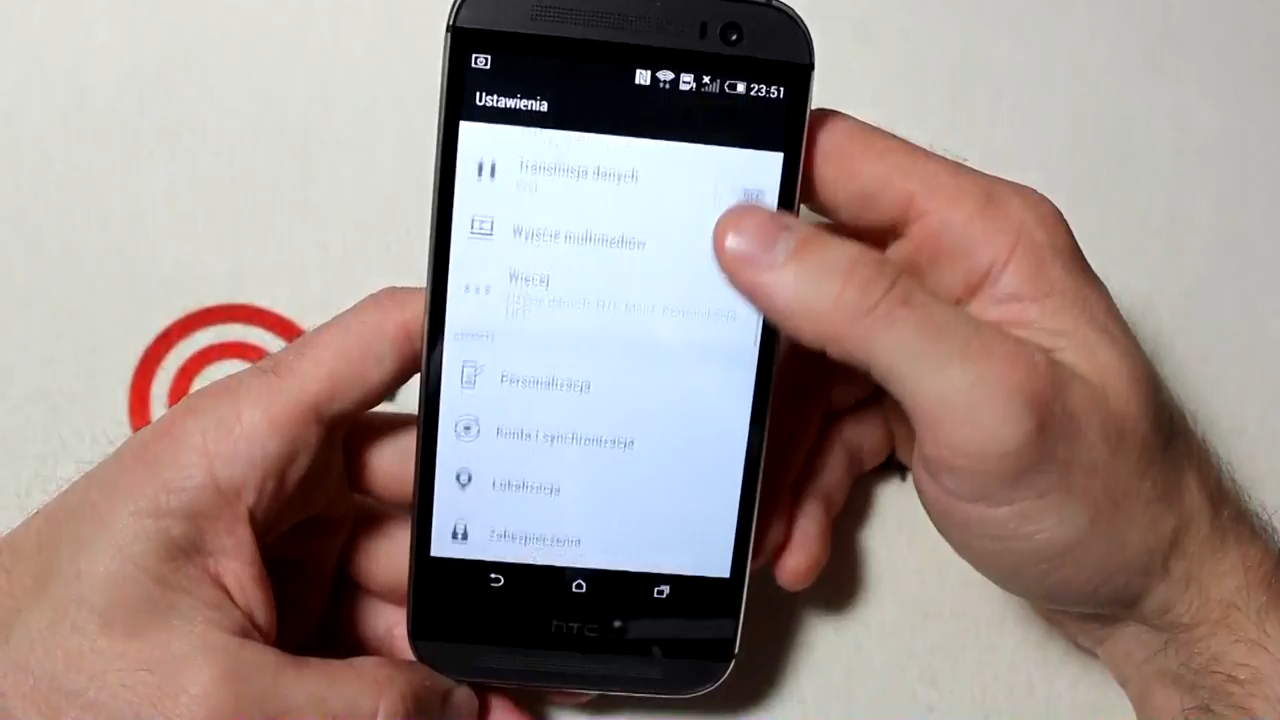 23:51
Ustawienia
Transmisja danych
Wyjście multimediów
Więcej
NFC
Personalizacja
Konta i synchronizacja
Lokalizacja
Zabezpieczenia
hTC